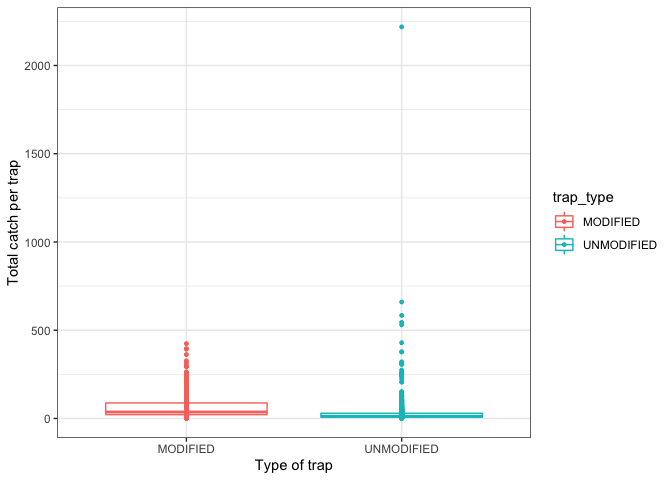 2000
1500
1000
500
0
Total catch per trap
MODIFIED
UNMODIFIED
Type of trap
trap_type
MODIFIED
UNMODIFIED